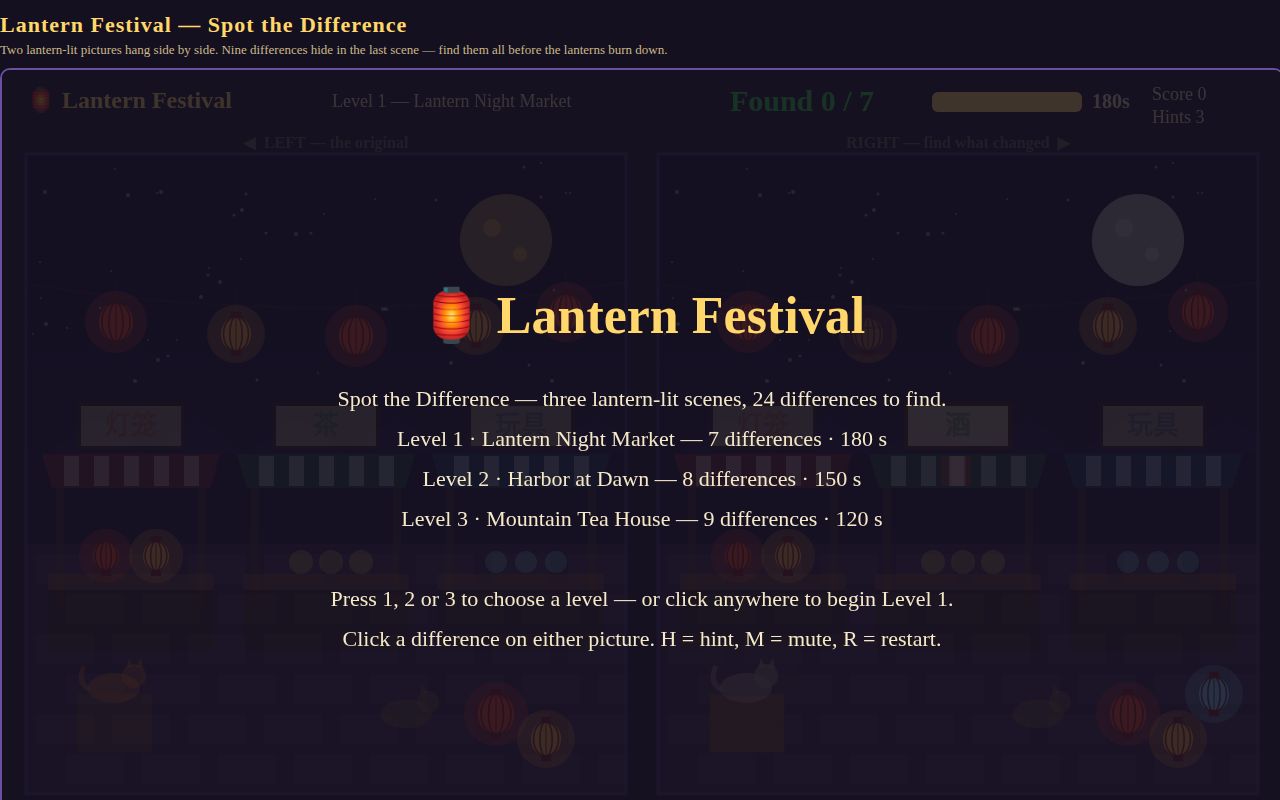 Lantern Festival — Spot the Difference
Two lantern-lit pictures hang side by side. Nine differences hide in the last scene — find them all before the lanterns burn down.
Lantern Festival
Level 1 — Lantern Night Market
Found 0 / 7
180s
Score 0
Hints 3
◀ LEFT — the original
RIGHT — find what changed ▶
Lantern Festival
Spot the Difference — three lantern-lit scenes, 24 differences to find.
灯笼
茶
玩具
灯笼
酒
玩具
Level 1 · Lantern Night Market — 7 differences · 180 s
Level 2 · Harbor at Dawn — 8 differences · 150 s
Level 3 · Mountain Tea House — 9 differences · 120 s
Press 1, 2 or 3 to choose a level — or click anywhere to begin Level 1.
Click a difference on either picture. H = hint, M = mute, R = restart.